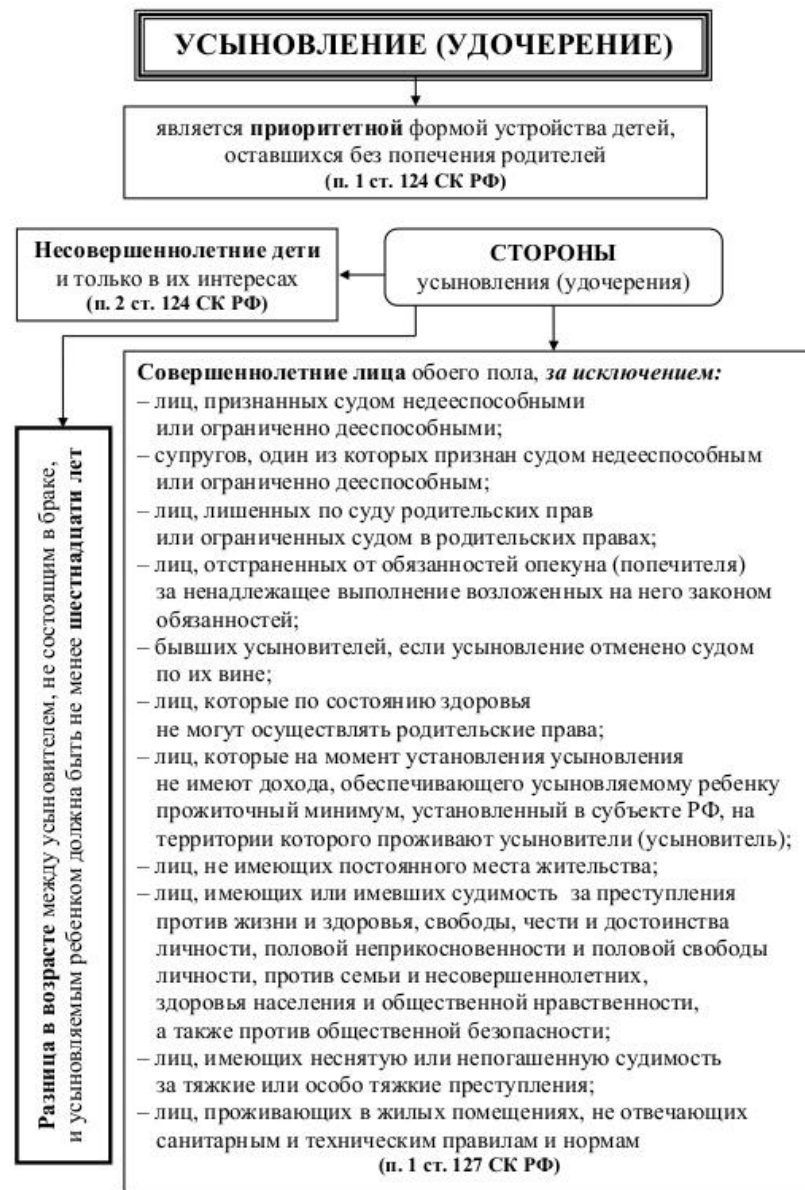 УСЫНОВЛЕНИЕ (УДОЧЕРЕНИЕ)
является приоритетной формой устройства детей,
оставшихся без попечения родителей
(п. 1 ст. 124 СК РФ)
Несовершеннолетние дети
и только в их интересах
(п. 2 ст. 124 СК РФ)
СТОРОНЫ
усыновления (удочерения)
Разница в возрасте между усыновителем, не состоящим в браке,
и усыновляемым ребенком должна быть не менее шестнадцати лет
Совершеннолетние лица обоего пола, за исключением:
– лиц, признанных судом недееспособными
или ограниченно дееспособными;
– супругов, один из которых признан судом недееспособным
или ограниченно дееспособным;
– лиц, лишенных по суду родительских прав
или ограниченных судом в родительских правах;
– лиц, отстраненных от обязанностей опекуна (попечителя)
за ненадлежащее выполнение возложенных на него законом
обязанностей;
– бывших усыновителей, если усыновление отменено судом
по их вине;
– лиц, которые по состоянию здоровья
не могут осуществлять родительские права;
– лиц, которые на момент установления усыновления
не имеют дохода, обеспечивающего усыновляемому ребенку
прожиточный минимум, установленный в субъекте РФ, на
территории которого проживают усыновители (усыновитель);
– лиц, не имеющих постоянного места жительства;
– лиц, имеющих или имевших судимость за преступления
против жизни и здоровья, свободы, чести и достоинства
личности, половой неприкосновенности и половой свободы
личности, против семьи и несовершеннолетних,
здоровья населения и общественной нравственности,
а также против общественной безопасности;
– лиц, имеющих неснятую или непогашенную судимость
за тяжкие или особо тяжкие преступления;
– лиц, проживающих в жилых помещениях, не отвечающих
санитарным и техническим правилам и нормам
(п. 1 ст. 127 СК РФ)